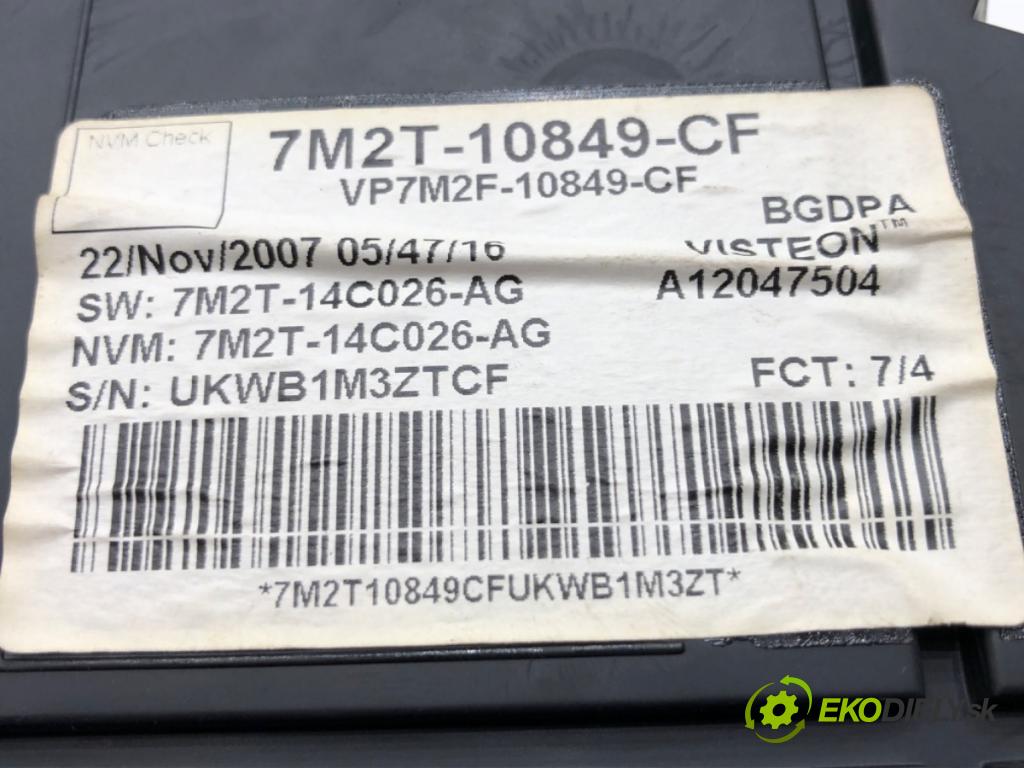 NVM Check
7M2T-10849-CF
VP7M2F-10849-CF
BGDPA
22/Nov/2007 05/47/16 VISTEON™
SW: 7M2T-14C026-AG A12047504
NVM: 7M2T-14C026-AG
S/N: UKWB1M3ZTCF FCT: 7/4
*7M2T10849CFUKWB1M3ZT*
EKODIELY.sk